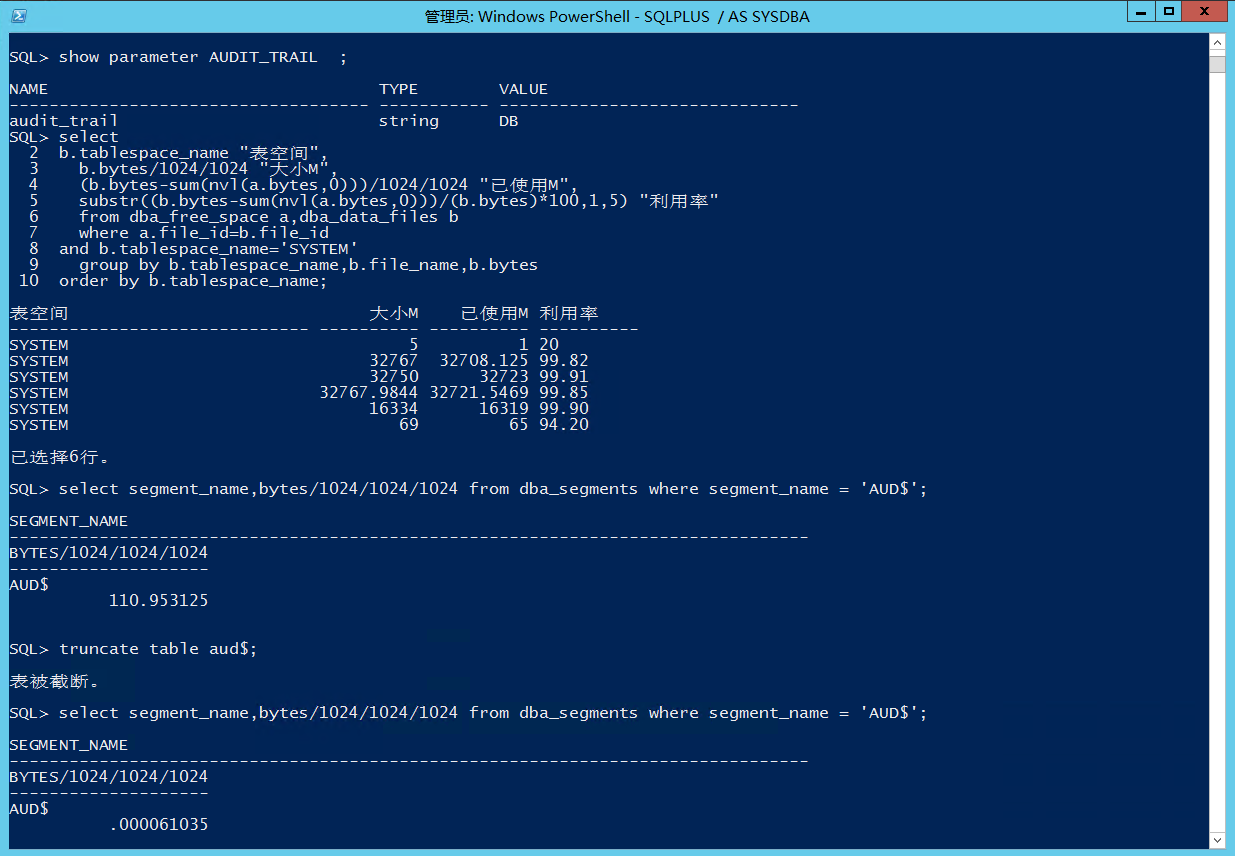 管理员: Windows PowerShell - SQLPLUS / AS SYSDBA
SQL> show parameter AUDIT_TRAIL  ;
NAME                                 TYPE        VALUE
------------------------------------ ----------- ------------------------------
audit_trail                          string      DB
SQL> select
  2  b.tablespace_name "表空间",
  3    b.bytes/1024/1024 "大小M",
  4    (b.bytes-sum(nvl(a.bytes,0)))/1024/1024 "已使用M",
  5    substr((b.bytes-sum(nvl(a.bytes,0)))/(b.bytes)*100,1,5) "利用率"
  6    from dba_free_space a,dba_data_files b
  7    where a.file_id=b.file_id
  8  and b.tablespace_name='SYSTEM'
  9    group by b.tablespace_name,b.file_name,b.bytes
 10  order by b.tablespace_name;
表空间                              大小M    已使用M 利用率
------------------------------ ---------- ---------- ----------
SYSTEM                                  5          1 20
SYSTEM                              32767  32708.125 99.82
SYSTEM                              32750      32723 99.91
SYSTEM                         32767.9844 32721.5469 99.85
SYSTEM                              16334      16319 99.90
SYSTEM                                 69         65 94.20
已选择6行。
SQL> select segment_name,bytes/1024/1024/1024 from dba_segments where segment_name = 'AUD$';
SEGMENT_NAME
--------------------------------------------------------------------------------
BYTES/1024/1024/1024
--------------------
AUD$
          110.953125
SQL> truncate table aud$;
表被截断。
SQL> select segment_name,bytes/1024/1024/1024 from dba_segments where segment_name = 'AUD$';
SEGMENT_NAME
--------------------------------------------------------------------------------
BYTES/1024/1024/1024
--------------------
AUD$
          .000061035